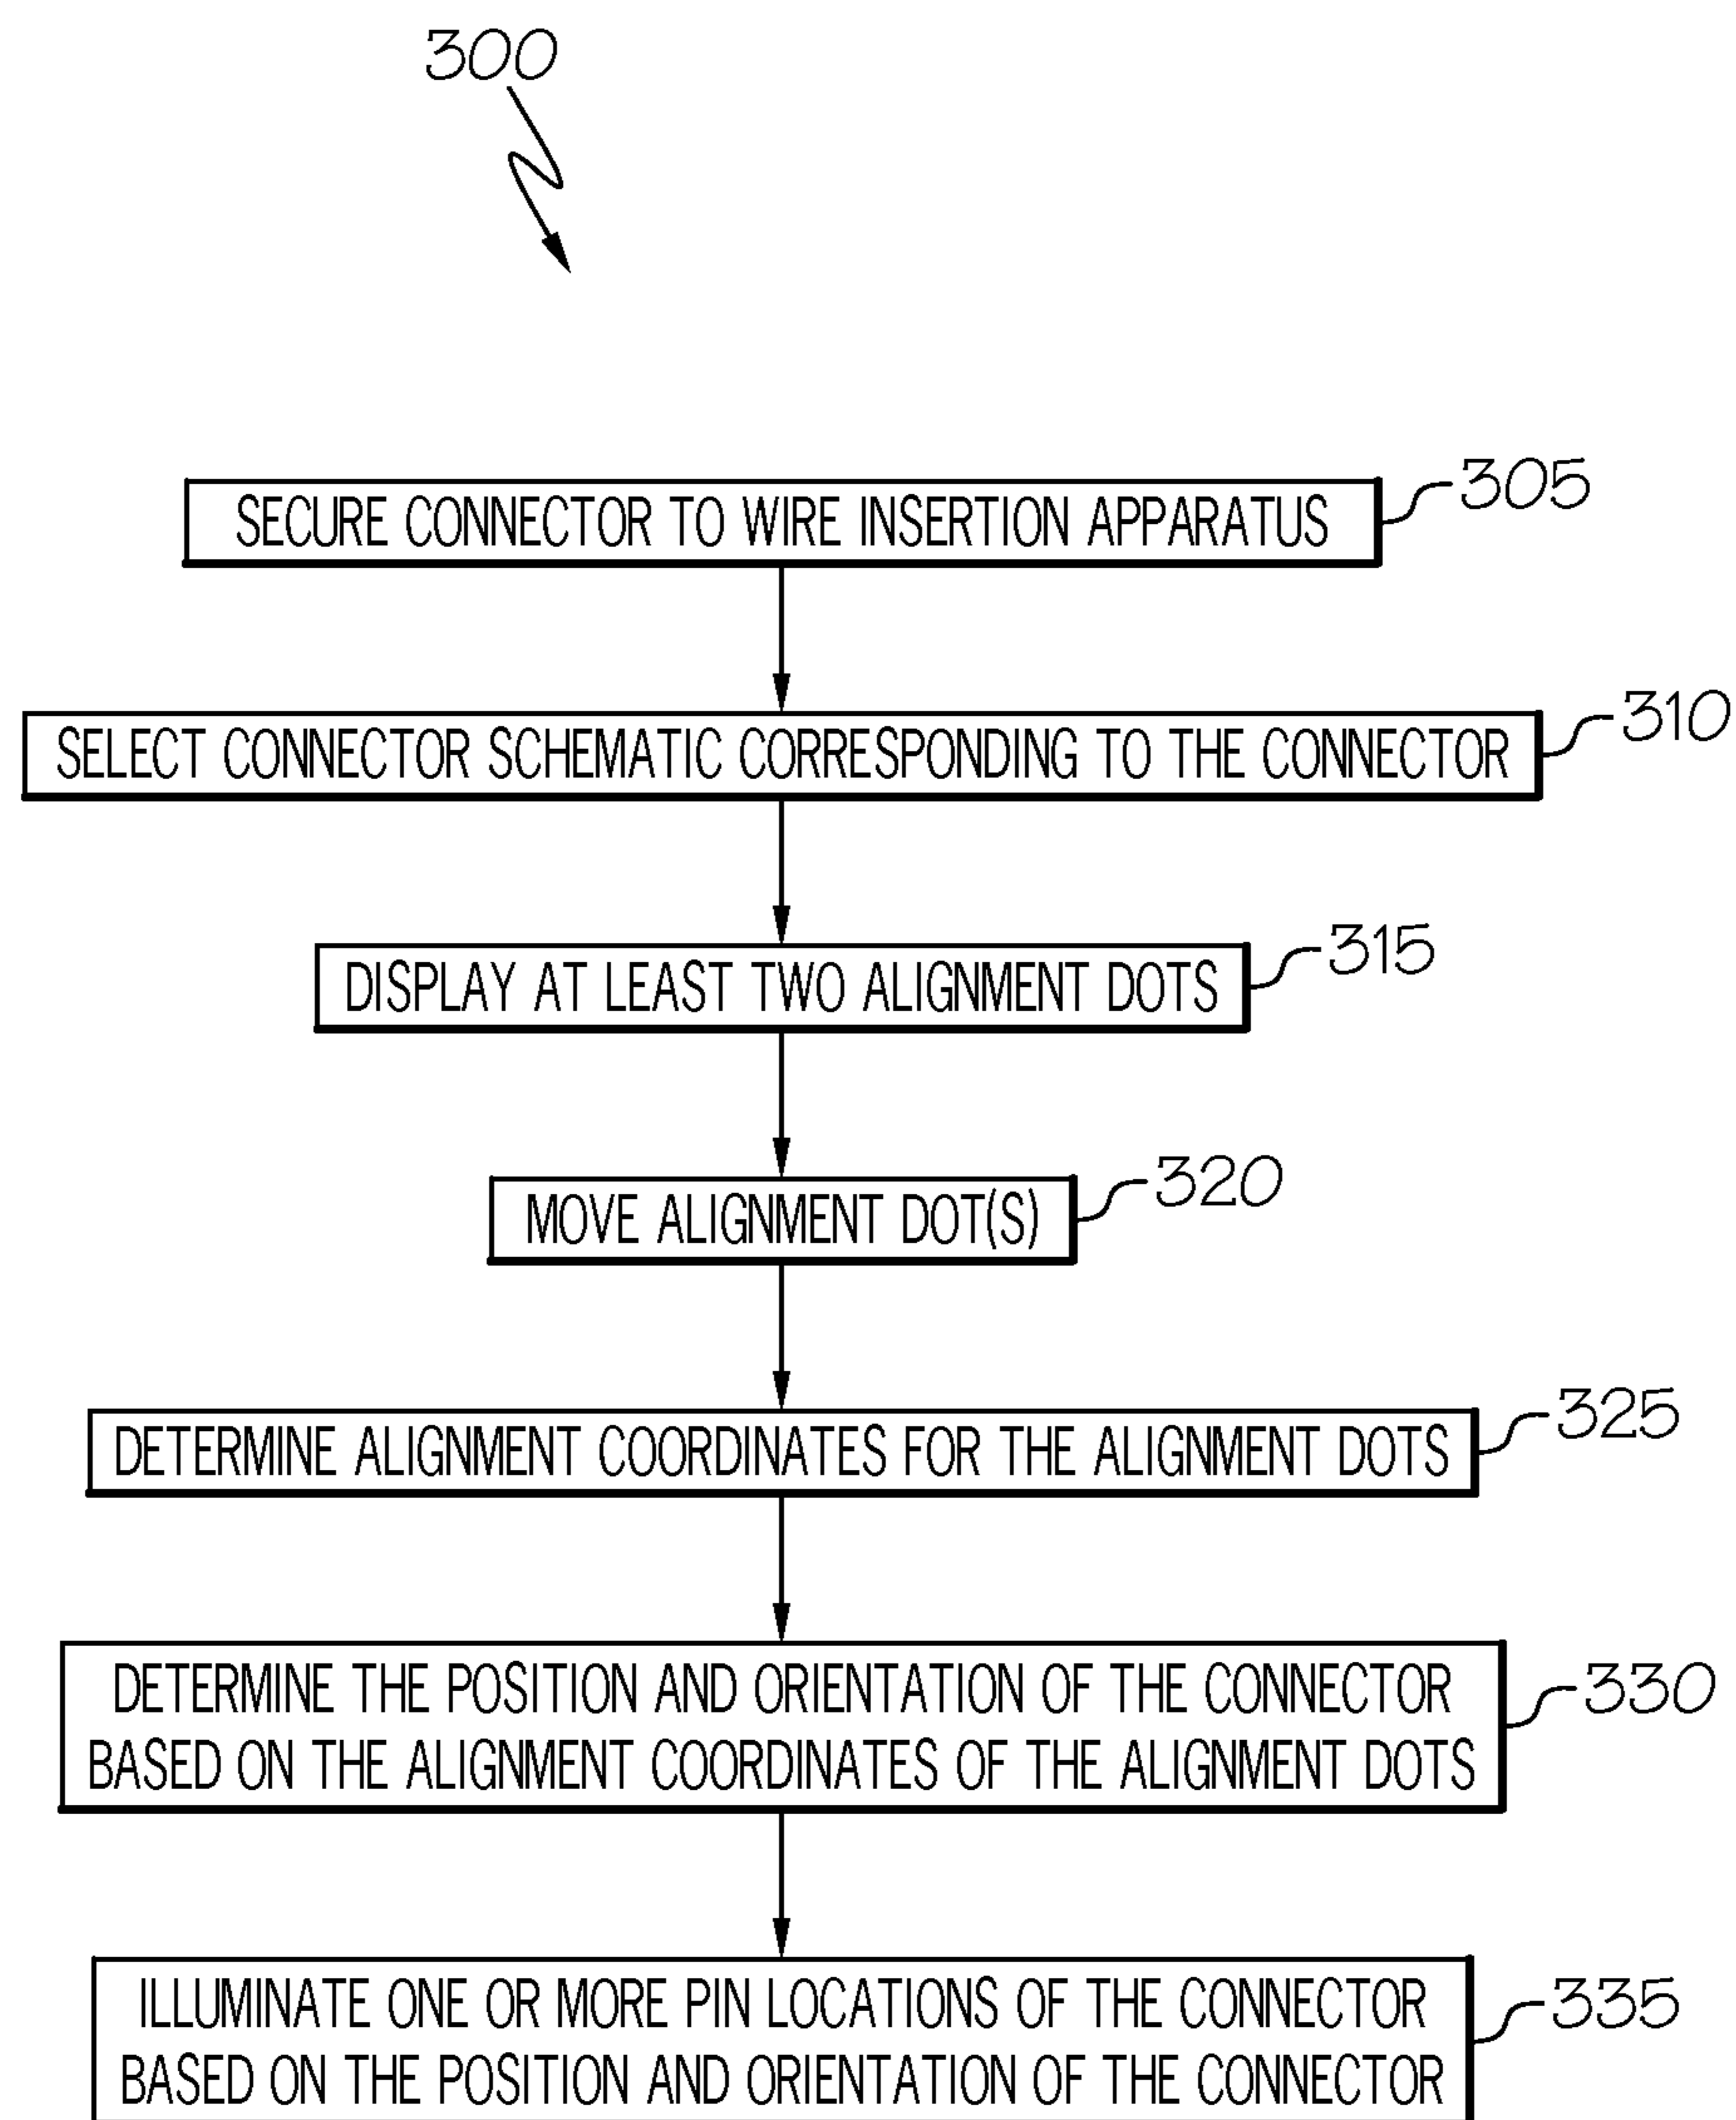 300
SECURE CONNECTOR TO WIRE INSERTION APPARATUS
305
SELECT CONNECTOR SCHEMATIC CORRESPONDING TO THE CONNECTOR
310
DISPLAY AT LEAST TWO ALIGNMENT DOTS
315
MOVE ALIGNMENT DOT(S)
320
DETERMINE ALIGNMENT COORDINATES FOR THE ALIGNMENT DOTS
325
DETERMINE THE POSITION AND ORIENTATION OF THE CONNECTOR
BASED ON THE ALIGNMENT COORDINATES OF THE ALIGNMENT DOTS
330
ILLUMINATE ONE OR MORE PIN LOCATIONS OF THE CONNECTOR
BASED ON THE POSITION AND ORIENTATION OF THE CONNECTOR
335